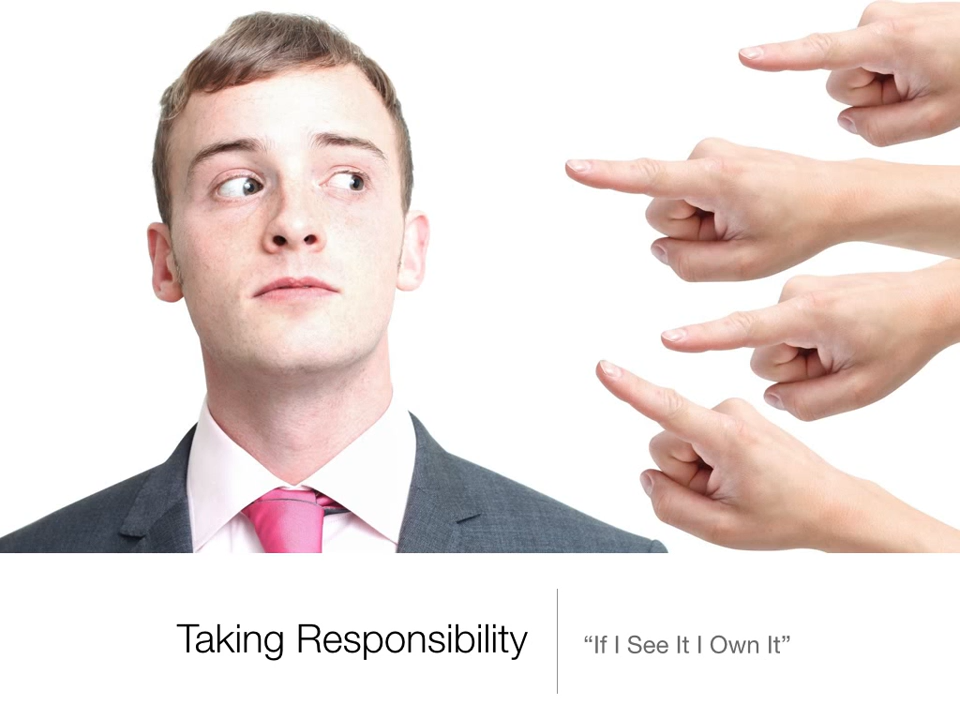 Taking Responsibility
“If I See It I Own It”